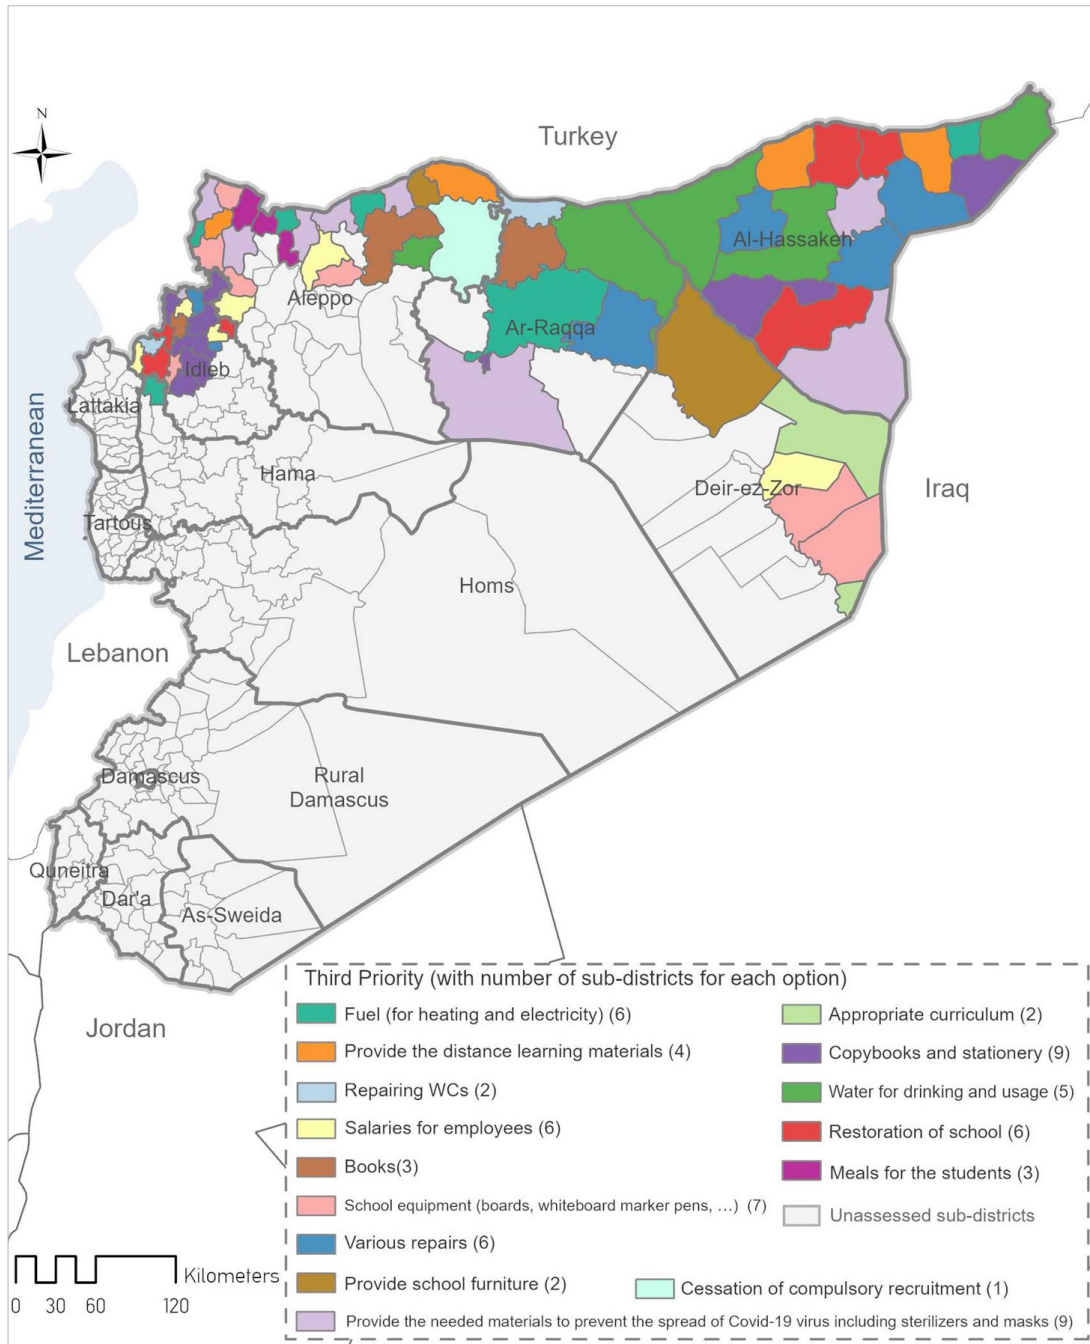 N
Turkey
Al-Hassakeh
Aleppo
Ar-Raqqa
Idleb
Lattakia
Mediterranean
Hama
Deir-ez-Zor
Iraq
Tartous
Homs
Lebanon
Damascus
Rural
Damascus
Quneitra
Dar'a
As-Sweida
Jordan
Third Priority (with number of sub-districts for each option)
Fuel (for heating and electricity) (6)
Provide the distance learning materials (4)
Repairing WCs (2)
Salaries for employees (6)
Books(3)
School equipment (boards, whiteboard marker pens, ...) (7)
Various repairs (6)
Provide school furniture (2)
Provide the needed materials to prevent the spread of Covid-19 virus including sterilizers and masks (9)
Appropriate curriculum (2)
Copybooks and stationery (9)
Water for drinking and usage (5)
Restoration of school (6)
Meals for the students (3)
Unassessed sub-districts
Cessation of compulsory recruitment (1)
Kilometers
0 30 60 120